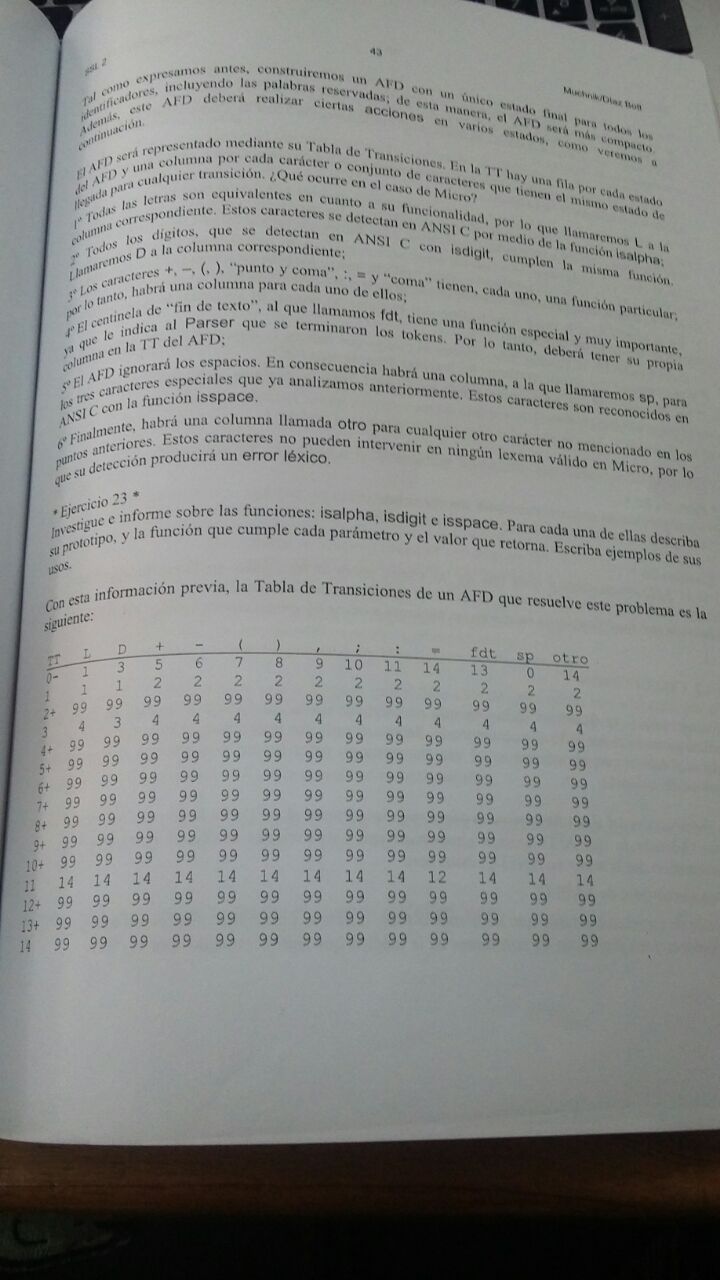 SSL 2
43
Muchnik/Díaz Bott
Tal como expresamos antes, construiremos un AFD con un único estado final para todos los
identificadores, incluyendo las palabras reservadas; de esta manera, el AFD será más compacto.
Además, este AFD deberá realizar ciertas acciones en varios estados, como veremos a
continuación.
El AFD será representado mediante su Tabla de Transiciones. En la TT hay una fila por cada estado
del AFD y una columna por cada carácter o conjunto de caracteres que tienen el mismo estado de
llegada para cualquier transición. ¿Qué ocurre en el caso de Micro?
1º Todas las letras son equivalentes en cuanto a su funcionalidad, por lo que llamaremos L a la
columna correspondiente. Estos caracteres se detectan en ANSI C por medio de la función isalpha;
2º Todos los dígitos, que se detectan en ANSI C con isdigit, cumplen la misma función.
Llamaremos D a la columna correspondiente;
3º Los caracteres +, –, (, ), "punto y coma", :, = y "coma" tienen, cada uno, una función particular;
por lo tanto, habrá una columna para cada uno de ellos;
4º El centinela de "fin de texto", al que llamamos fdt, tiene una función especial y muy importante,
ya que le indica al Parser que se terminaron los tokens. Por lo tanto, deberá tener su propia
columna en la TT del AFD;
5º El AFD ignorará los espacios. En consecuencia habrá una columna, a la que llamaremos sp, para
los tres caracteres especiales que ya analizamos anteriormente. Estos caracteres son reconocidos en
ANSI C con la función isspace.
6º Finalmente, habrá una columna llamada otro para cualquier otro carácter no mencionado en los
puntos anteriores. Estos caracteres no pueden intervenir en ningún lexema válido en Micro, por lo
que su detección producirá un error léxico.
* Ejercicio 23 *
Investigue e informe sobre las funciones: isalpha, isdigit e isspace. Para cada una de ellas describa
su prototipo, y la función que cumple cada parámetro y el valor que retorna. Escriba ejemplos de sus
usos.
Con esta información previa, la Tabla de Transiciones de un AFD que resuelve este problema es la
siguiente:
TT L D + - ( ) , ; : = fdt sp otro
0- 1 3 5 6 7 8 9 10 11 14 13 0 14
1 1 1 2 2 2 2 2 2 2 2 2 2 2
2+ 99 99 99 99 99 99 99 99 99 99 99 99 99
3 4 3 4 4 4 4 4 4 4 4 4 4 4
4+ 99 99 99 99 99 99 99 99 99 99 99 99 99
5+ 99 99 99 99 99 99 99 99 99 99 99 99 99
6+ 99 99 99 99 99 99 99 99 99 99 99 99 99
7+ 99 99 99 99 99 99 99 99 99 99 99 99 99
8+ 99 99 99 99 99 99 99 99 99 99 99 99 99
9+ 99 99 99 99 99 99 99 99 99 99 99 99 99
10+ 99 99 99 99 99 99 99 99 99 99 99 99 99
11 14 14 14 14 14 14 14 14 14 12 14 14 14
12+ 99 99 99 99 99 99 99 99 99 99 99 99 99
13+ 99 99 99 99 99 99 99 99 99 99 99 99 99
14 99 99 99 99 99 99 99 99 99 99 99 99 99